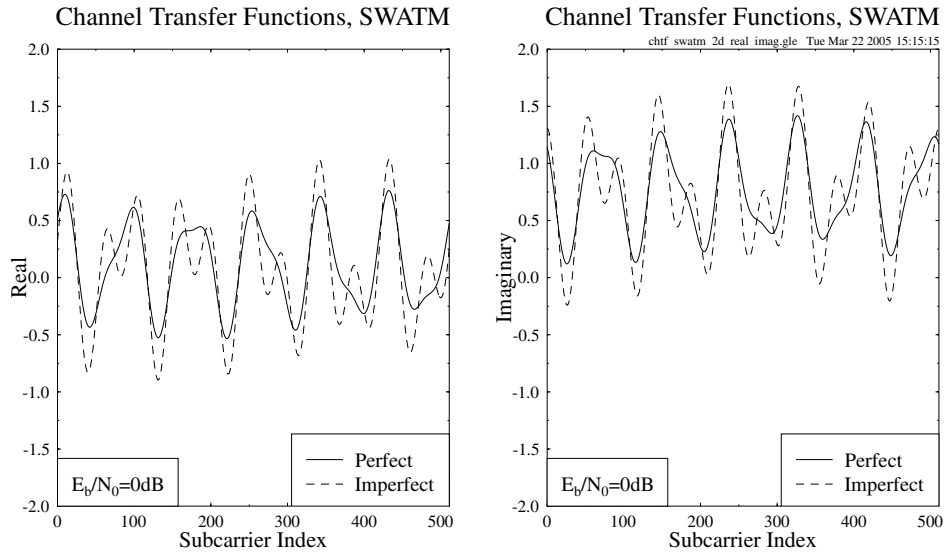 Channel Transfer Functions, SWATM
2.0
1.5
1.0
0.5
0.0
-0.5
-1.0
-1.5
-2.0
Real
0 100 200 300 400 500
Subcarrier Index
Eb/N0=0dB
Perfect
Imperfect
Channel Transfer Functions, SWATM
chtf swatm 2d real imag.gle Tue Mar 22 2005 15:15:15
2.0
1.5
1.0
0.5
0.0
-0.5
-1.0
-1.5
-2.0
Imaginary
0 100 200 300 400 500
Subcarrier Index
Eb/N0=0dB
Perfect
Imperfect